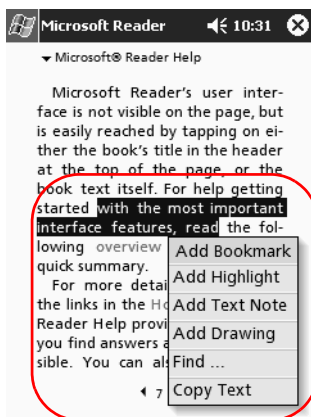 Microsoft Reader 10:31
Microsoft® Reader Help
Microsoft Reader's user inter-
face is not visible on the page, but
is easily reached by tapping on ei-
ther the book's title in the header
at the top of the page, or the
book text itself. For help getting
started with the most important
interface features, read the fol-
lowing overview
quick summary.
For more detai
the links in the Ho
Reader Help provi
you find answers a
sible. You can als
7
Add Bookmark
Add Highlight
Add Text Note
Add Drawing
Find ...
Copy Text